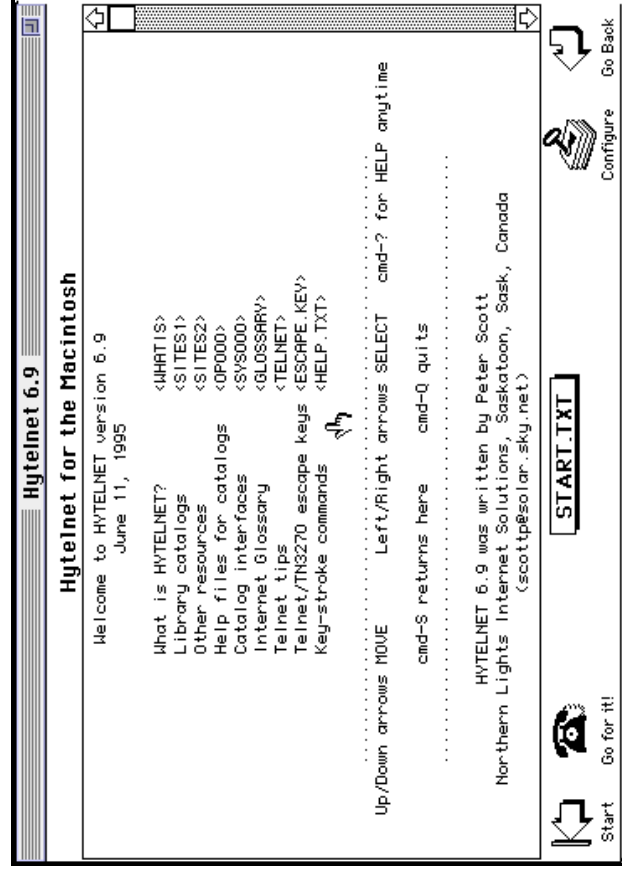 Hytelnet 6.9
Hytelnet for the Macintosh
Welcome to HYTELNET version 6.9
June 11, 1995
What is HYTELNET? <WHATIS>
Library catalogs <SITES1>
Other resources <SITES2>
Help files for catalogs <OP000>
Catalog interfaces <SYS000>
Internet Glossary <GLOSSARY>
Telnet tips <TELNET>
Telnet/TN3270 escape keys <ESCAPE.KEY>
Key-stroke commands <HELP.TXT>
Up/Down arrows MOVE Left/Right arrows SELECT cmd-? for HELP anytime
cmd-S returns here cmd-Q quits
HYTELNET 6.9 was written by Peter Scott
Northern Lights Internet Solutions, Saskatoon, Sask, Canada
(scottp@solar.sky.net)
START.TXT
Start Go for it! Configure Go Back